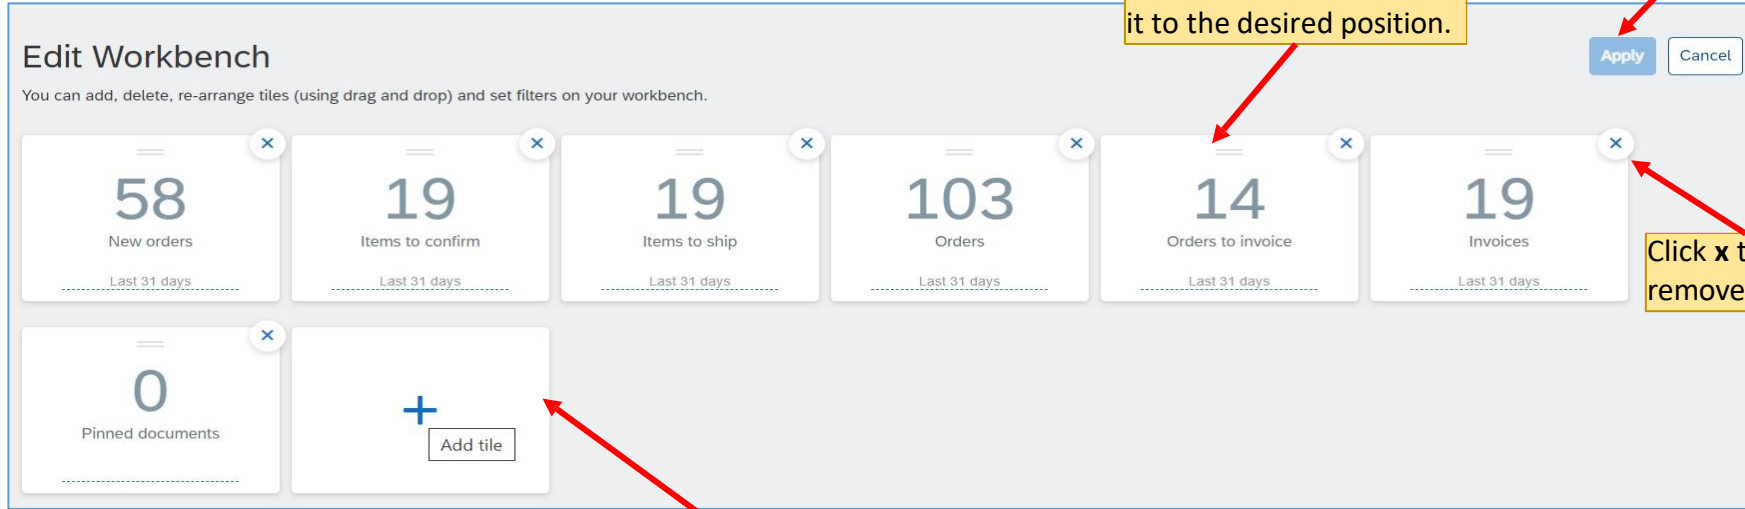 it to the desired position.
Edit Workbench
Apply
Cancel
You can add, delete, re-arrange tiles (using drag and drop) and set filters on your workbench.
58
New orders
Last 31 days
19
Items to confirm
Last 31 days
19
Items to ship
Last 31 days
103
Orders
Last 31 days
14
Orders to invoice
Last 31 days
19
Invoices
Last 31 days
Click x t
remove
0
Pinned documents
+
Add tile